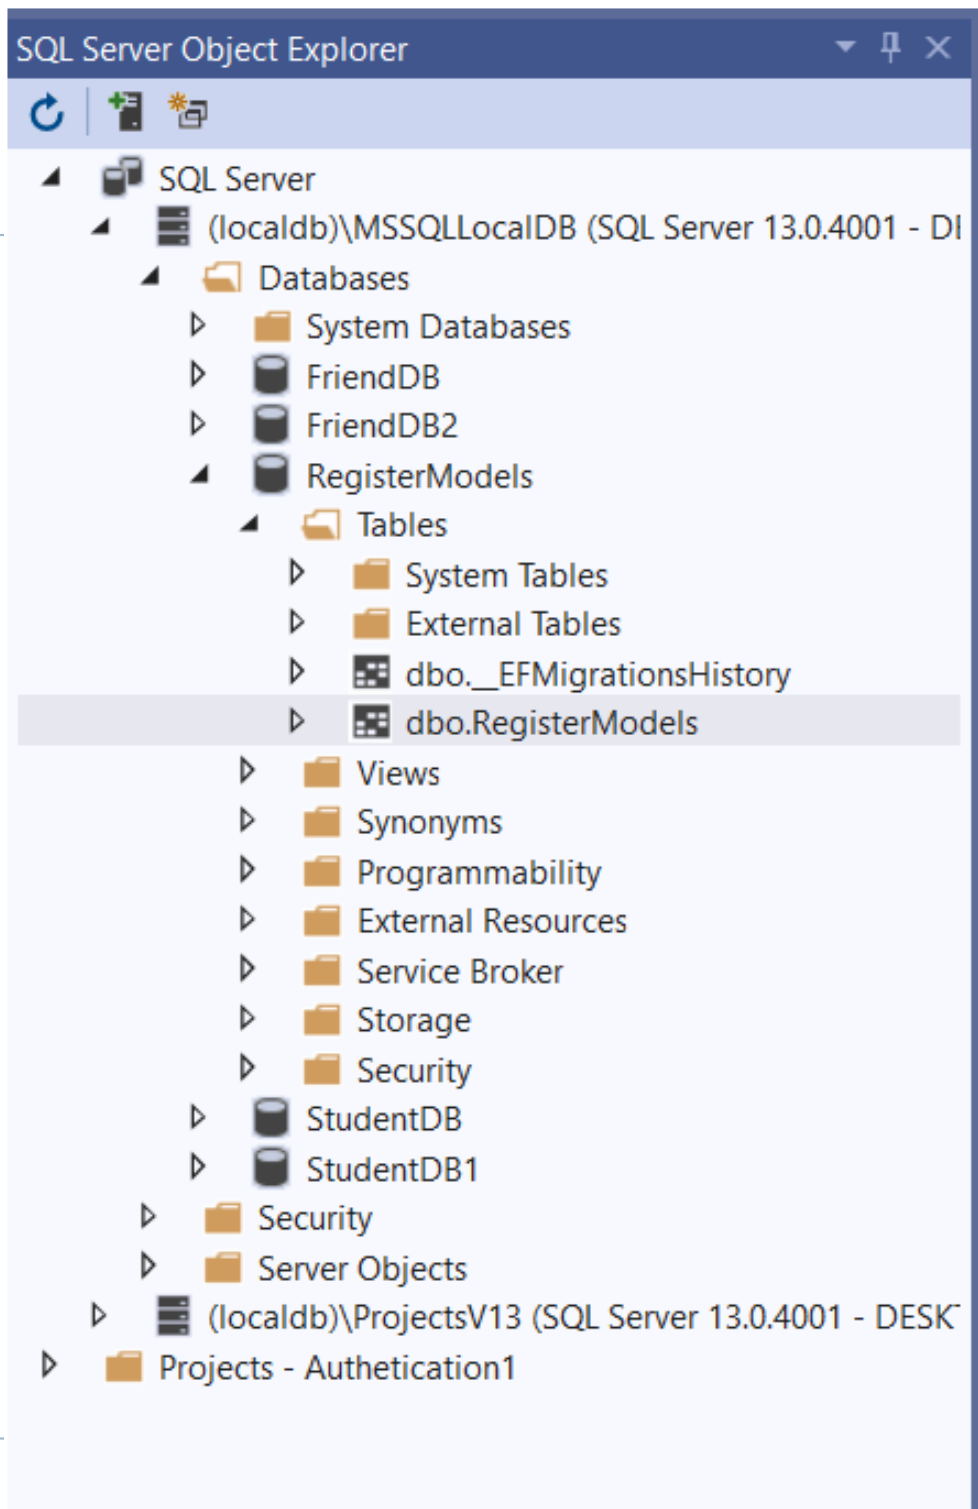 SQL Server Object Explorer
SQL Server
(localdb)\MSSQLLocalDB (SQL Server 13.0.4001 - DE
Databases
System Databases
FriendDB
FriendDB2
RegisterModels
Tables
System Tables
External Tables
dbo.__EFMigrationsHistory
dbo.RegisterModels
Views
Synonyms
Programmability
External Resources
Service Broker
Storage
Security
StudentDB
StudentDB1
Security
Server Objects
(localdb)\ProjectsV13 (SQL Server 13.0.4001 - DESK
Projects - Authetication1